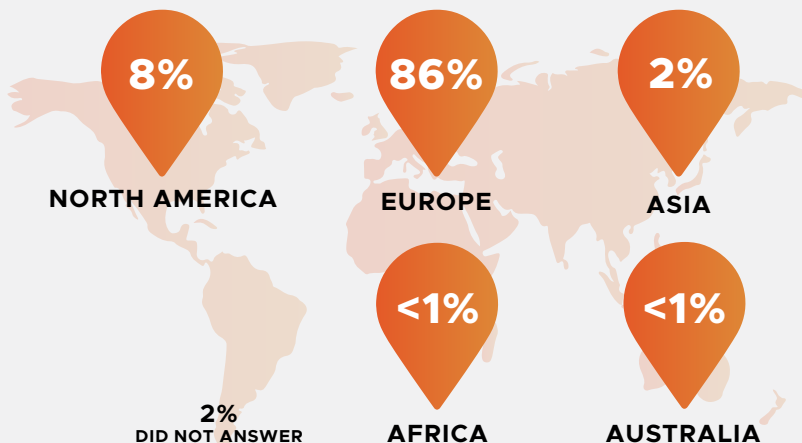 8%
NORTH AMERICA
86%
EUROPE
2%
ASIA
<1%
AFRICA
<1%
AUSTRALIA
2%
DID NOT ANSWER